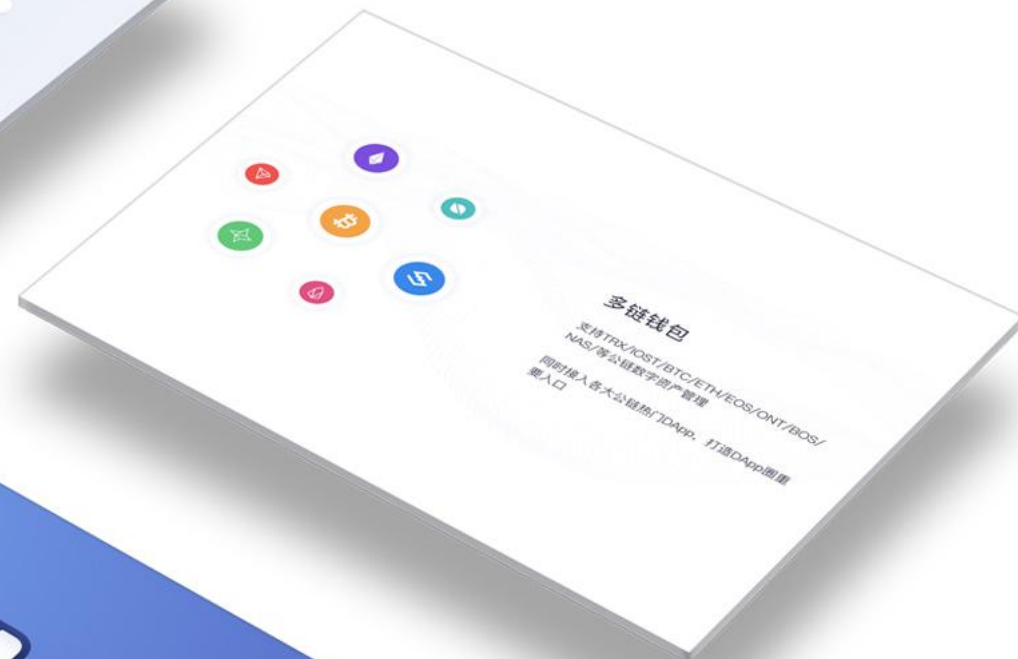 多链钱包
支持TRX/IOST/BTC/ETH/EOS/ONT/BOS/
NAS/等公链数字资产管理
同时接入各大公链热门DApp，打造DApp圈重
要入口